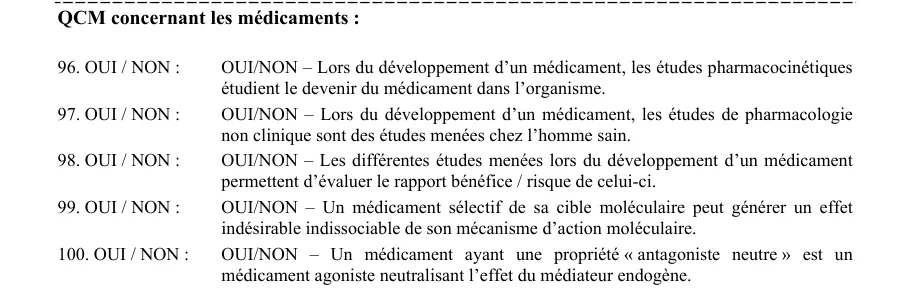 QCM concernant les médicaments :
96. OUI / NON : OUI/NON – Lors du développement d’un médicament, les études pharmacocinétiques
étudient le devenir du médicament dans l’organisme.
97. OUI / NON : OUI/NON – Lors du développement d’un médicament, les études de pharmacologie
non clinique sont des études menées chez l’homme sain.
98. OUI / NON : OUI/NON – Les différentes études menées lors du développement d’un médicament
permettent d’évaluer le rapport bénéfice / risque de celui-ci.
99. OUI / NON : OUI/NON – Un médicament sélectif de sa cible moléculaire peut générer un effet
indésirable indissociable de son mécanisme d’action moléculaire.
100. OUI / NON : OUI/NON – Un médicament ayant une propriété « antagoniste neutre » est un
médicament agoniste neutralisant l’effet du médiateur endogène.